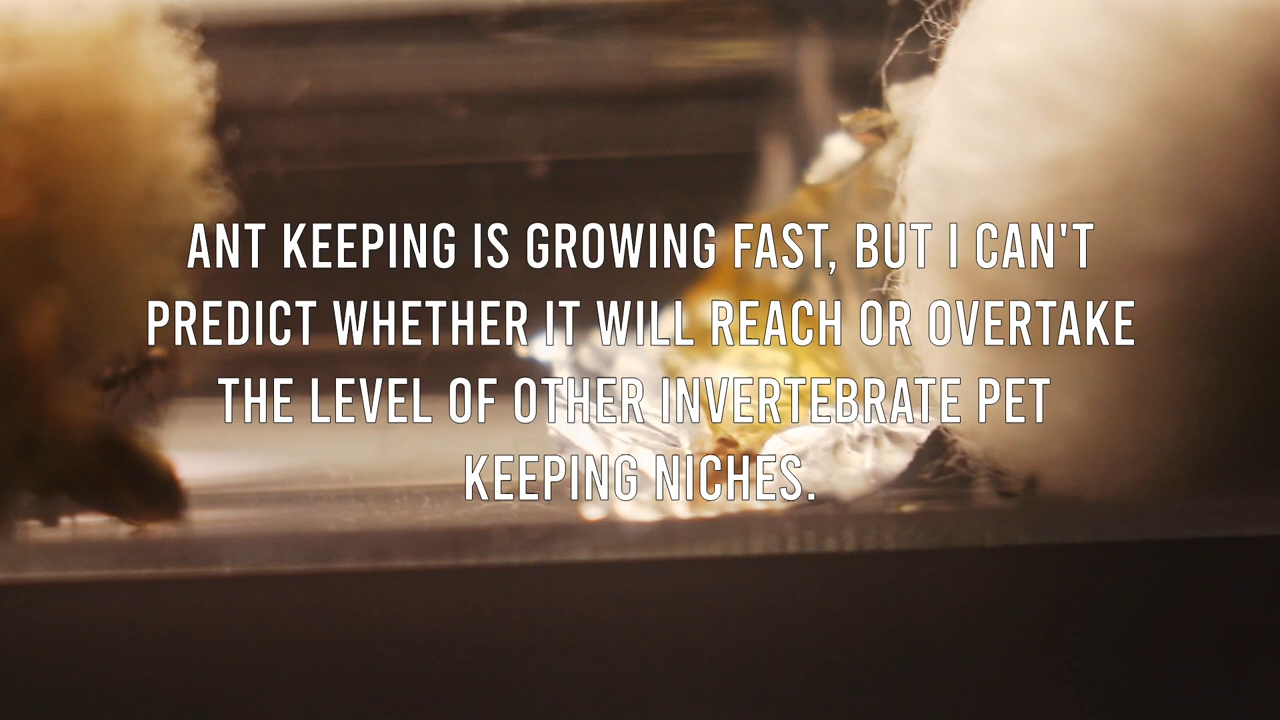 ANT KEEPING IS GROWING FAST, BUT I CAN'T
PREDICT WHETHER IT WILL REACH OR OVERTAKE
THE LEVEL OF OTHER INVERTEBRATE PET
KEEPING NICHES.